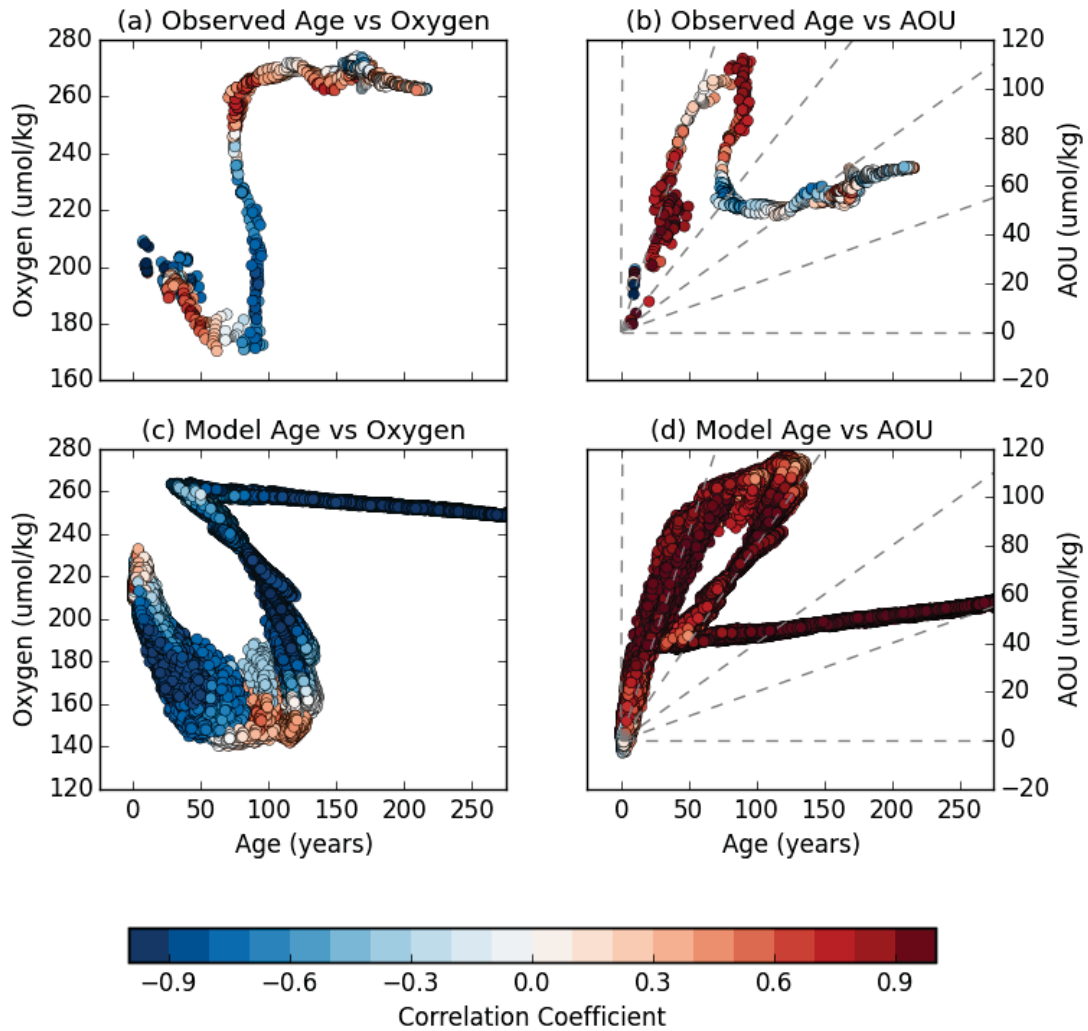 (a) Observed Age vs Oxygen
(b) Observed Age vs AOU
280
260
240
220
200
180
160
Oxygen (umol/kg)
120
100
80
60
40
20
0
−20
AOU (umol/kg)
(c) Model Age vs Oxygen
(d) Model Age vs AOU
280
260
240
220
200
180
160
140
120
Oxygen (umol/kg)
120
100
80
60
40
20
0
−20
AOU (umol/kg)
0 50 100 150 200 250
0 50 100 150 200 250
Age (years)
Age (years)
−0.9 −0.6 −0.3 0.0 0.3 0.6 0.9
Correlation Coefficient